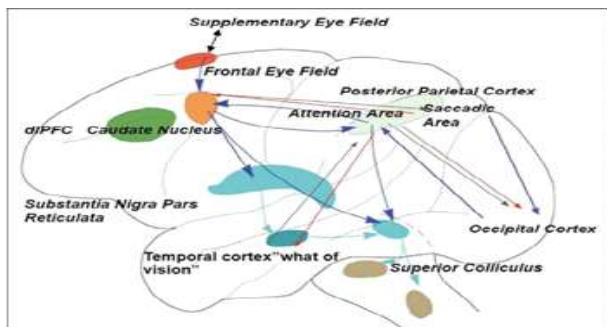 Supplementary Eye Field
Frontal Eye Field
Posterior Parietal Cortex
Attention Area
Saccadic
Area
dlPFC Caudate Nucleus
Substantia Nigra Pars
Reticulata
Occipital Cortex
Temporal cortex"what of
vision"
Superior Colliculus